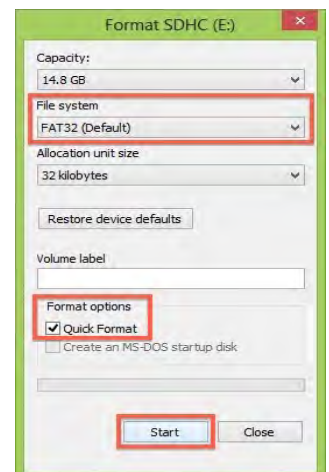 Format SDHC (E:)
Capacity:
14.8 GB
File system
FAT32 (Default)
Allocation unit size
32 kilobytes
Restore device defaults
Volume label
Format options
Quick Format
Create an MS-DOS startup disk
Start Close